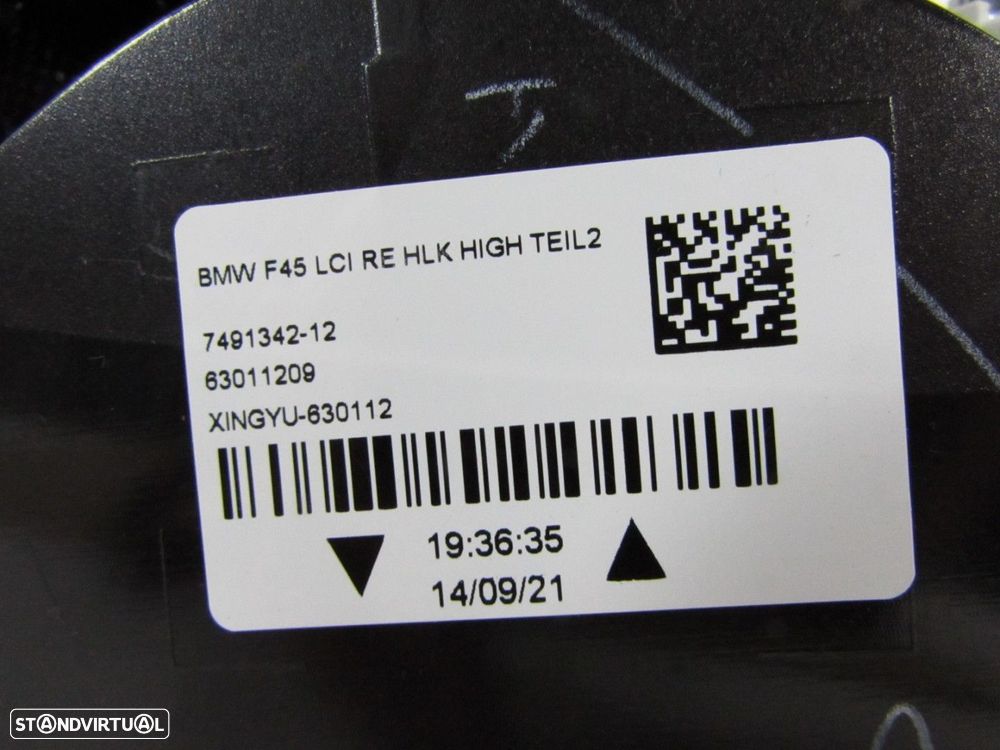 BMW F45 LCI RE HLK HIGH TEIL2
7491342-12
63011209
XINGYU-630112
19:36:35
14/09/21
STANDVIRTUAL